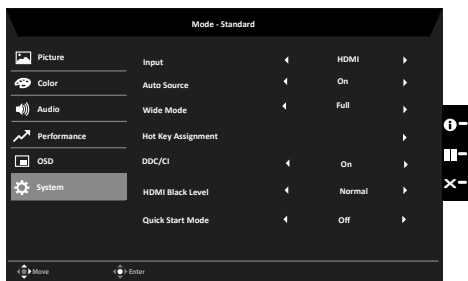 Mode - Standard
Picture
Color
Audio
Performance
OSD
System
Input HDMI
Auto Source On
Wide Mode Full
Hot Key Assignment
DDC/CI On
HDMI Black Level Normal
Quick Start Mode Off
Move Enter